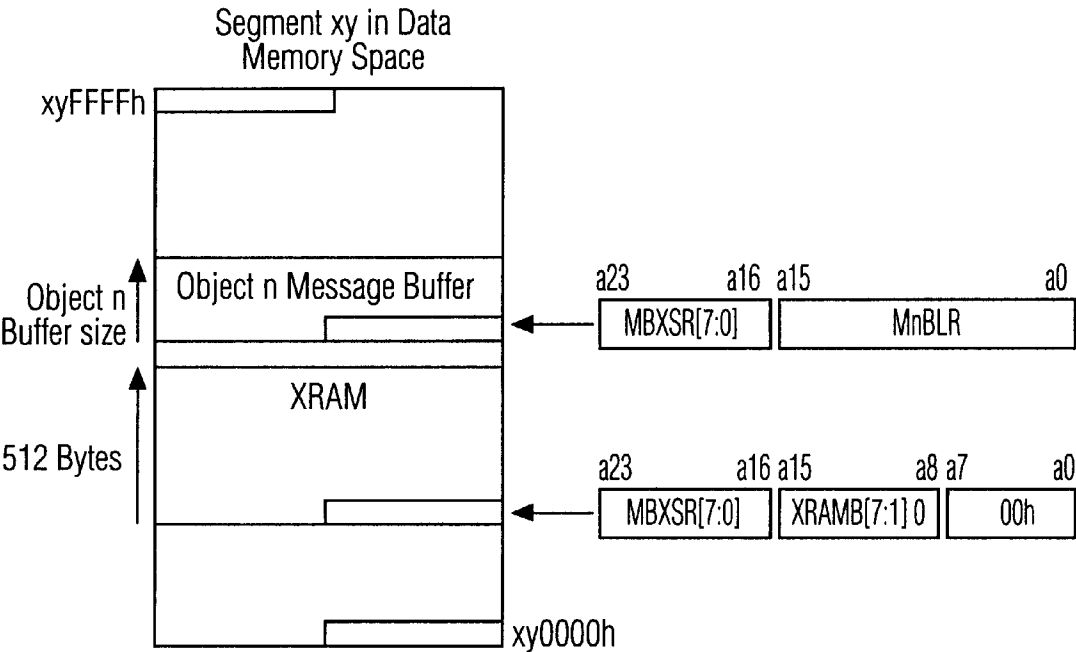 Segment xy in Data
Memory Space
xyFFFFh
Object n Message Buffer
Object n
Buffer size
a23 a16 a15 a0
MBXSR[7:0] MnBLR
XRAM
512 Bytes
a23 a16 a15 a8 a7 a0
MBXSR[7:0] XRAMB[7:1] 0 00h
xy0000h